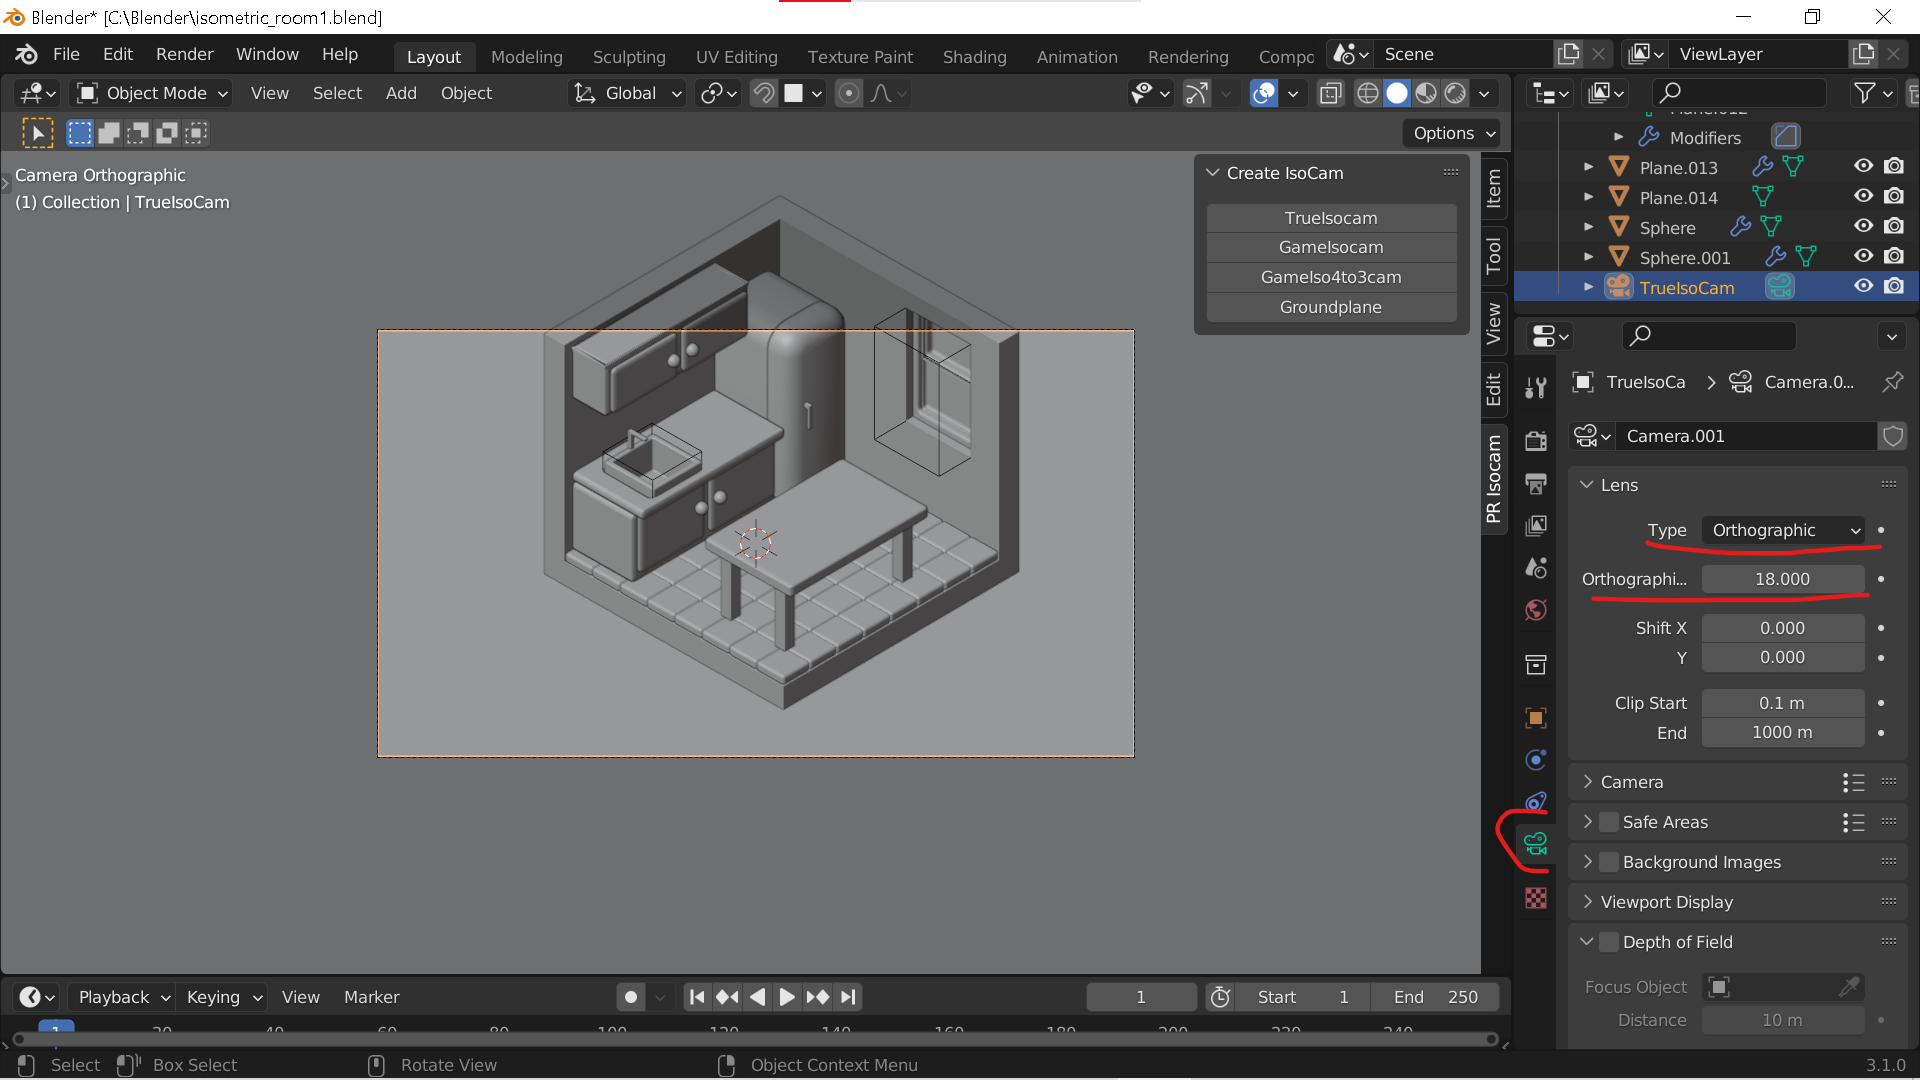 Blender* [C:\Blender\isometric_room1.blend]
File Edit Render Window Help Layout Modeling Sculpting UV Editing Texture Paint Shading Animation Rendering Compo Scene ViewLayer
Object Mode View Select Add Object Global
Options
Camera Orthographic
(1) Collection | TrueIsoCam
Create IsoCam
TrueIsocam
GameIsocam
GameIso4to3cam
Groundplane
Item
Tool
View
Edit
PR Isocam
Plane.012
Modifiers
Plane.013
Plane.014
Sphere
Sphere.001
TrueIsoCam
TrueIsoCa Camera.0...
Camera.001
Lens
Type Orthographic
Orthographi... 18.000
Shift X 0.000
Y 0.000
Clip Start 0.1 m
End 1000 m
Camera
Safe Areas
Background Images
Viewport Display
Depth of Field
Focus Object
Distance 10 m
Playback Keying View Marker 1 Start 1 End 250
1 20 40 60 80 100 120 140 160 180 200 220 240
Select Box Select Rotate View Object Context Menu 3.1.0